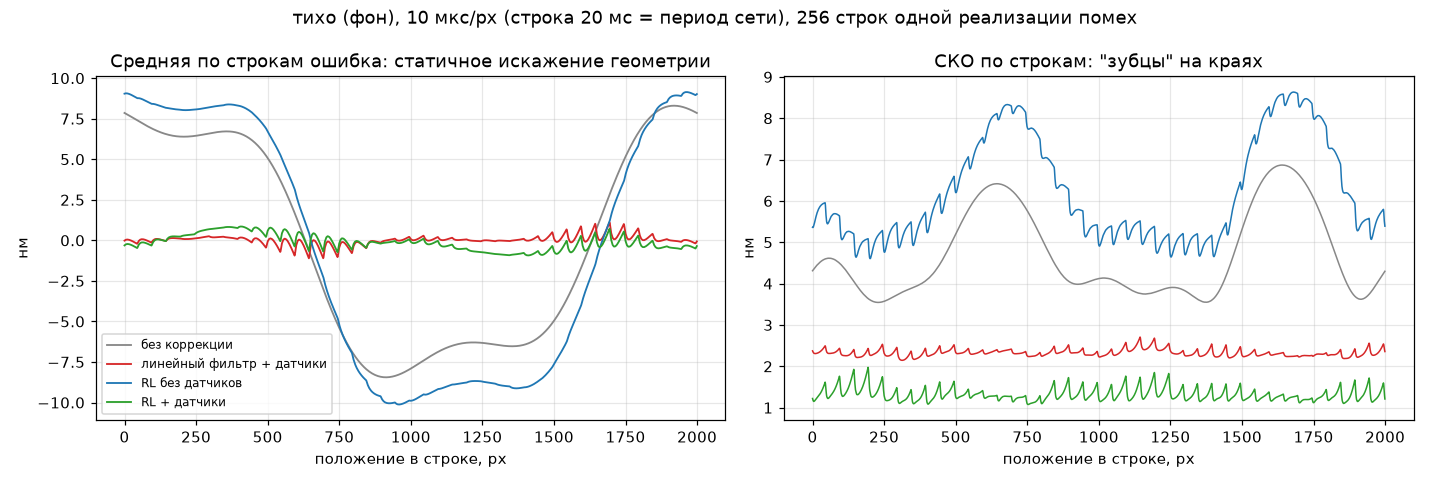 тихо (фон), 10 мкс/px (строка 20 мс = период сети), 256 строк одной реализации помех
Средняя по строкам ошибка: статичное искажение геометрии
10.0
7.5
5.0
2.5
0.0
−2.5
−5.0
−7.5
−10.0
нм
без коррекции
линейный фильтр + датчики
RL без датчиков
RL + датчики
0 250 500 750 1000 1250 1500 1750 2000
положение в строке, px
СКО по строкам: "зубцы" на краях
9
8
7
6
5
4
3
2
1
нм
0 250 500 750 1000 1250 1500 1750 2000
положение в строке, px